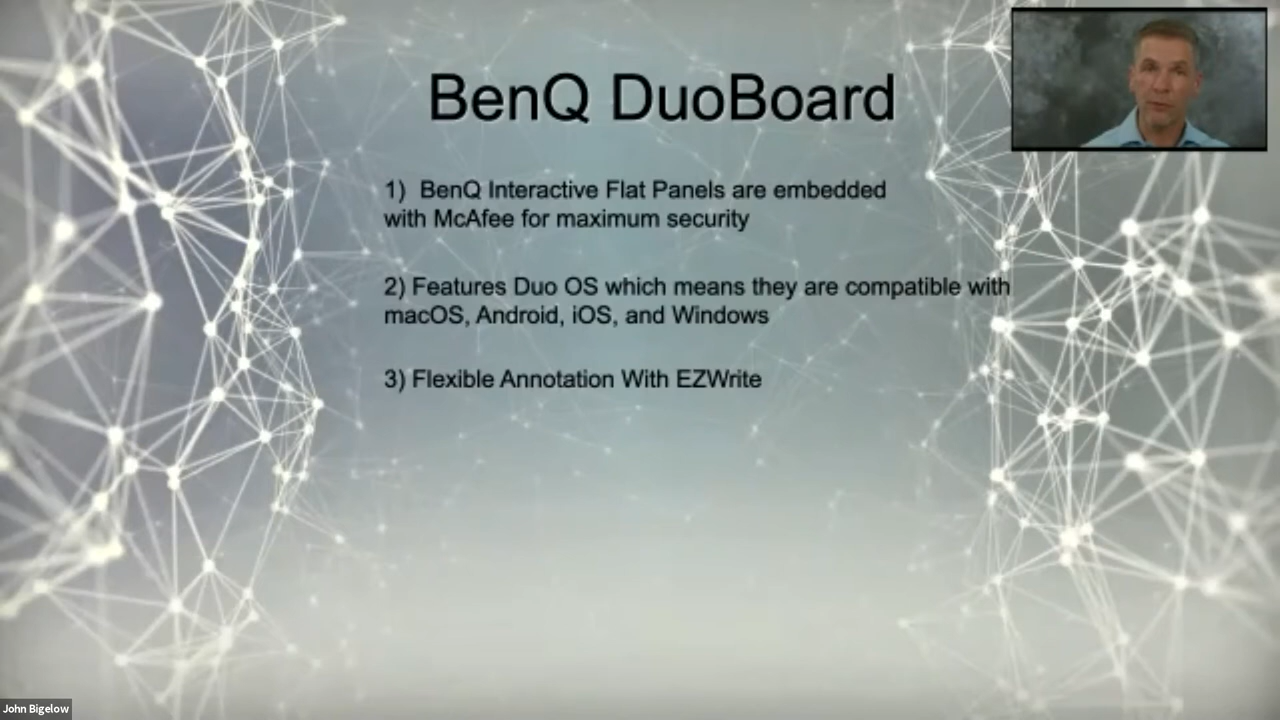 BenQ DuoBoard
1) BenQ Interactive Flat Panels are embedded
with McAfee for maximum security
2) Features Duo OS which means they are compatible with
macOS, Android, iOS, and Windows
3) Flexible Annotation With EZWrite
John Bigelow